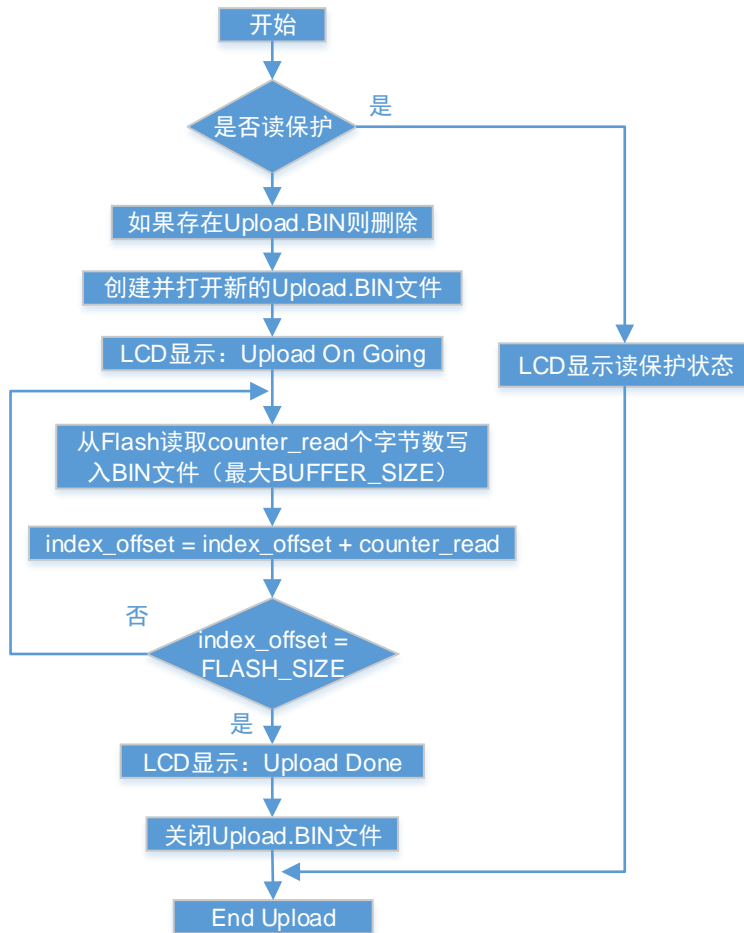 开始
是否读保护
是
如果存在Upload.BIN则删除
创建并打开新的Upload.BIN文件
LCD显示：Upload On Going
LCD显示读保护状态
从Flash读取counter_read个字节数写
入BIN文件（最大BUFFER_SIZE）
index_offset = index_offset + counter_read
否
index_offset =
FLASH_SIZE
是
LCD显示：Upload Done
关闭Upload.BIN文件
End Upload